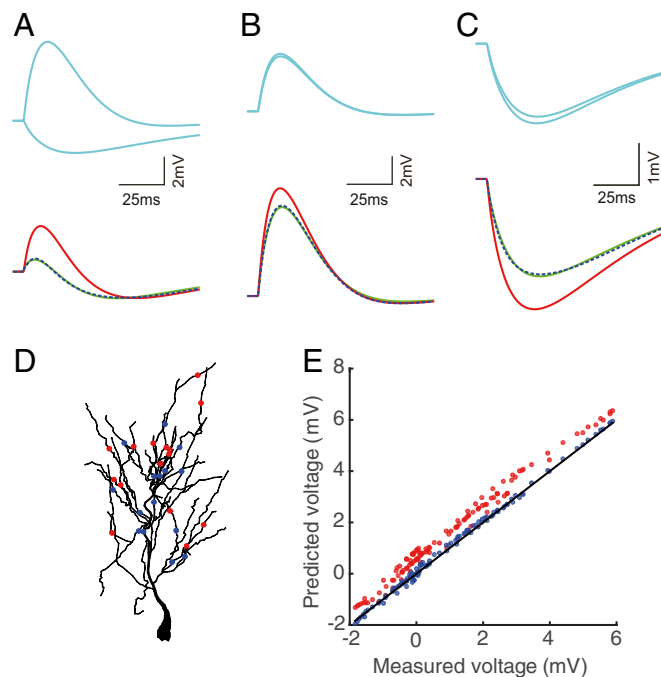 A
B
C
2mV
25ms
2mV
25ms
1mV
25ms
D
E
8
6
4
2
0
-2
Predicted voltage (mV)
-2 0 2 4 6
Measured voltage (mV)